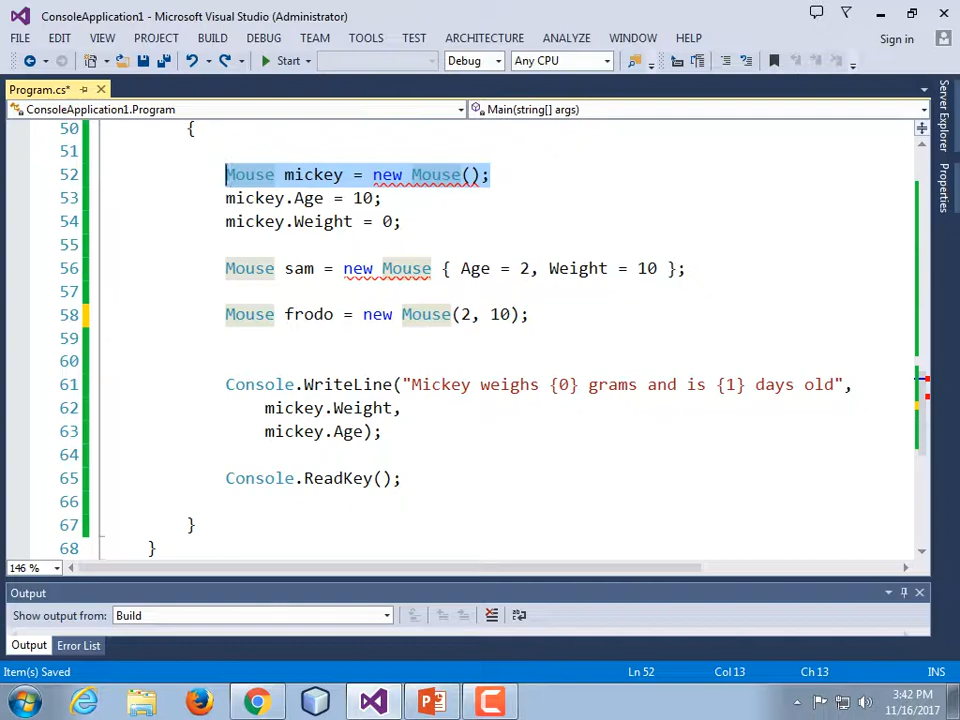 ConsoleApplication1 - Microsoft Visual Studio (Administrator)
FILE EDIT VIEW PROJECT BUILD DEBUG TEAM TOOLS TEST ARCHITECTURE ANALYZE WINDOW HELP Sign in
Start Debug Any CPU
Program.cs*
ConsoleApplication1.Program Main(string[] args)
50 {
51
52 Mouse mickey = new Mouse();
53 mickey.Age = 10;
54 mickey.Weight = 0;
55
56 Mouse sam = new Mouse { Age = 2, Weight = 10 };
57
58 Mouse frodo = new Mouse(2, 10);
59
60
61 Console.WriteLine("Mickey weighs {0} grams and is {1} days old",
62 mickey.Weight,
63 mickey.Age);
64
65 Console.ReadKey();
66
67 }
68 }
146 %
Server Explorer
Properties
Output
Show output from: Build
Output Error List
Item(s) Saved Ln 52 Col 13 Ch 13 INS
3:42 PM
11/16/2017